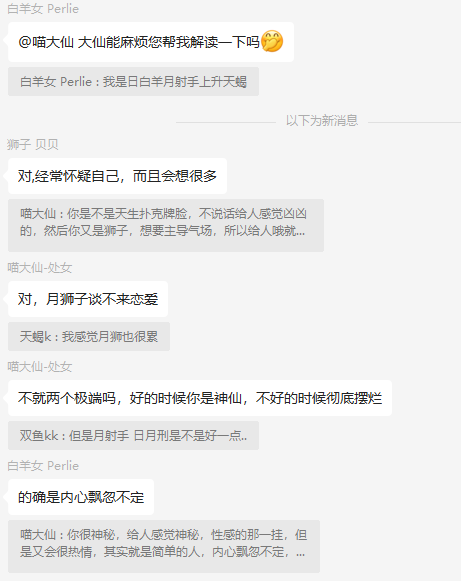 白羊女 Perlie
@喵大仙 大仙能麻烦您帮我解读一下吗🤭
白羊女 Perlie : 我是日白羊月射手上升天蝎
以下为新消息
狮子 贝贝
对,经常怀疑自己，而且会想很多
喵大仙 : 你是不是天生扑克牌脸，不说话给人感觉凶凶
的，然后你又是狮子，想要主导气场，所以给人哦就...
喵大仙-处女
对，月狮子谈不来恋爱
天蝎k : 我感觉月狮也很累
喵大仙-处女
不就两个极端吗，好的时候你是神仙，不好的时候彻底摆烂
双鱼kk : 但是月射手 日月刑是不是好一点..
白羊女 Perlie
的确是内心飘忽不定
喵大仙 : 你很神秘，给人感觉神秘，性感的那一挂，但
是又会很热情，其实就是简单的人，内心飘忽不定，...